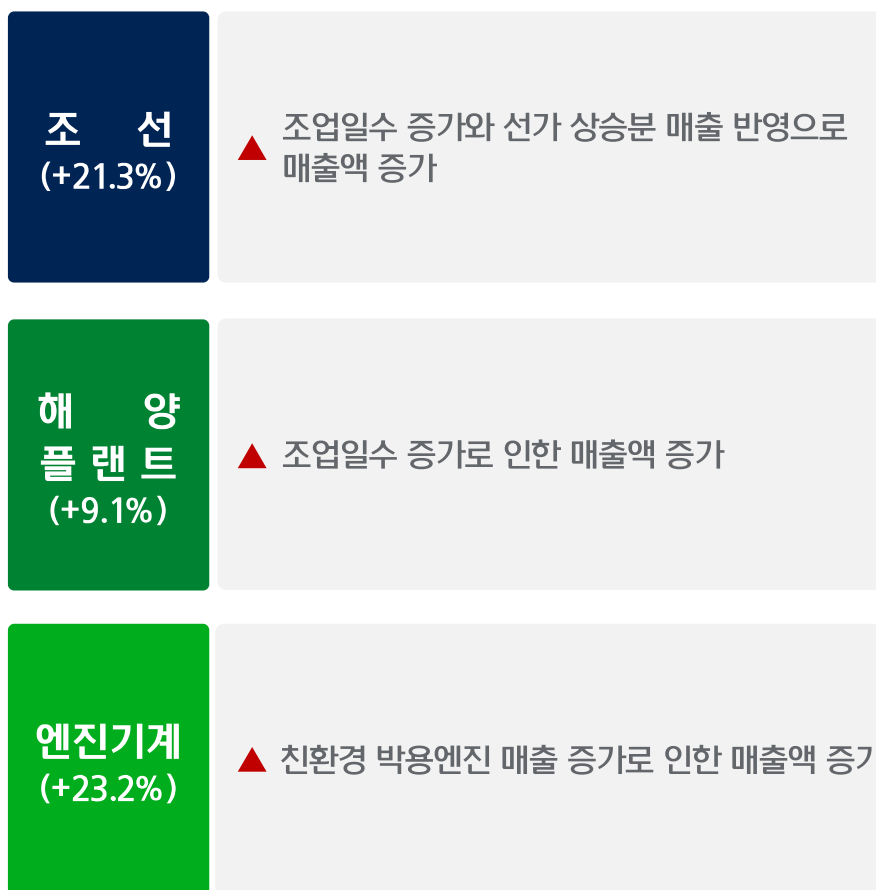 조 선
(+21.3%)
▲ 조업일수 증가와 선가 상승분 매출 반영으로
매출액 증가
해 양
플 랜 트
(+9.1%)
▲ 조업일수 증가로 인한 매출액 증가
엔진기계
(+23.2%)
▲ 친환경 박용엔진 매출 증가로 인한 매출액 증가